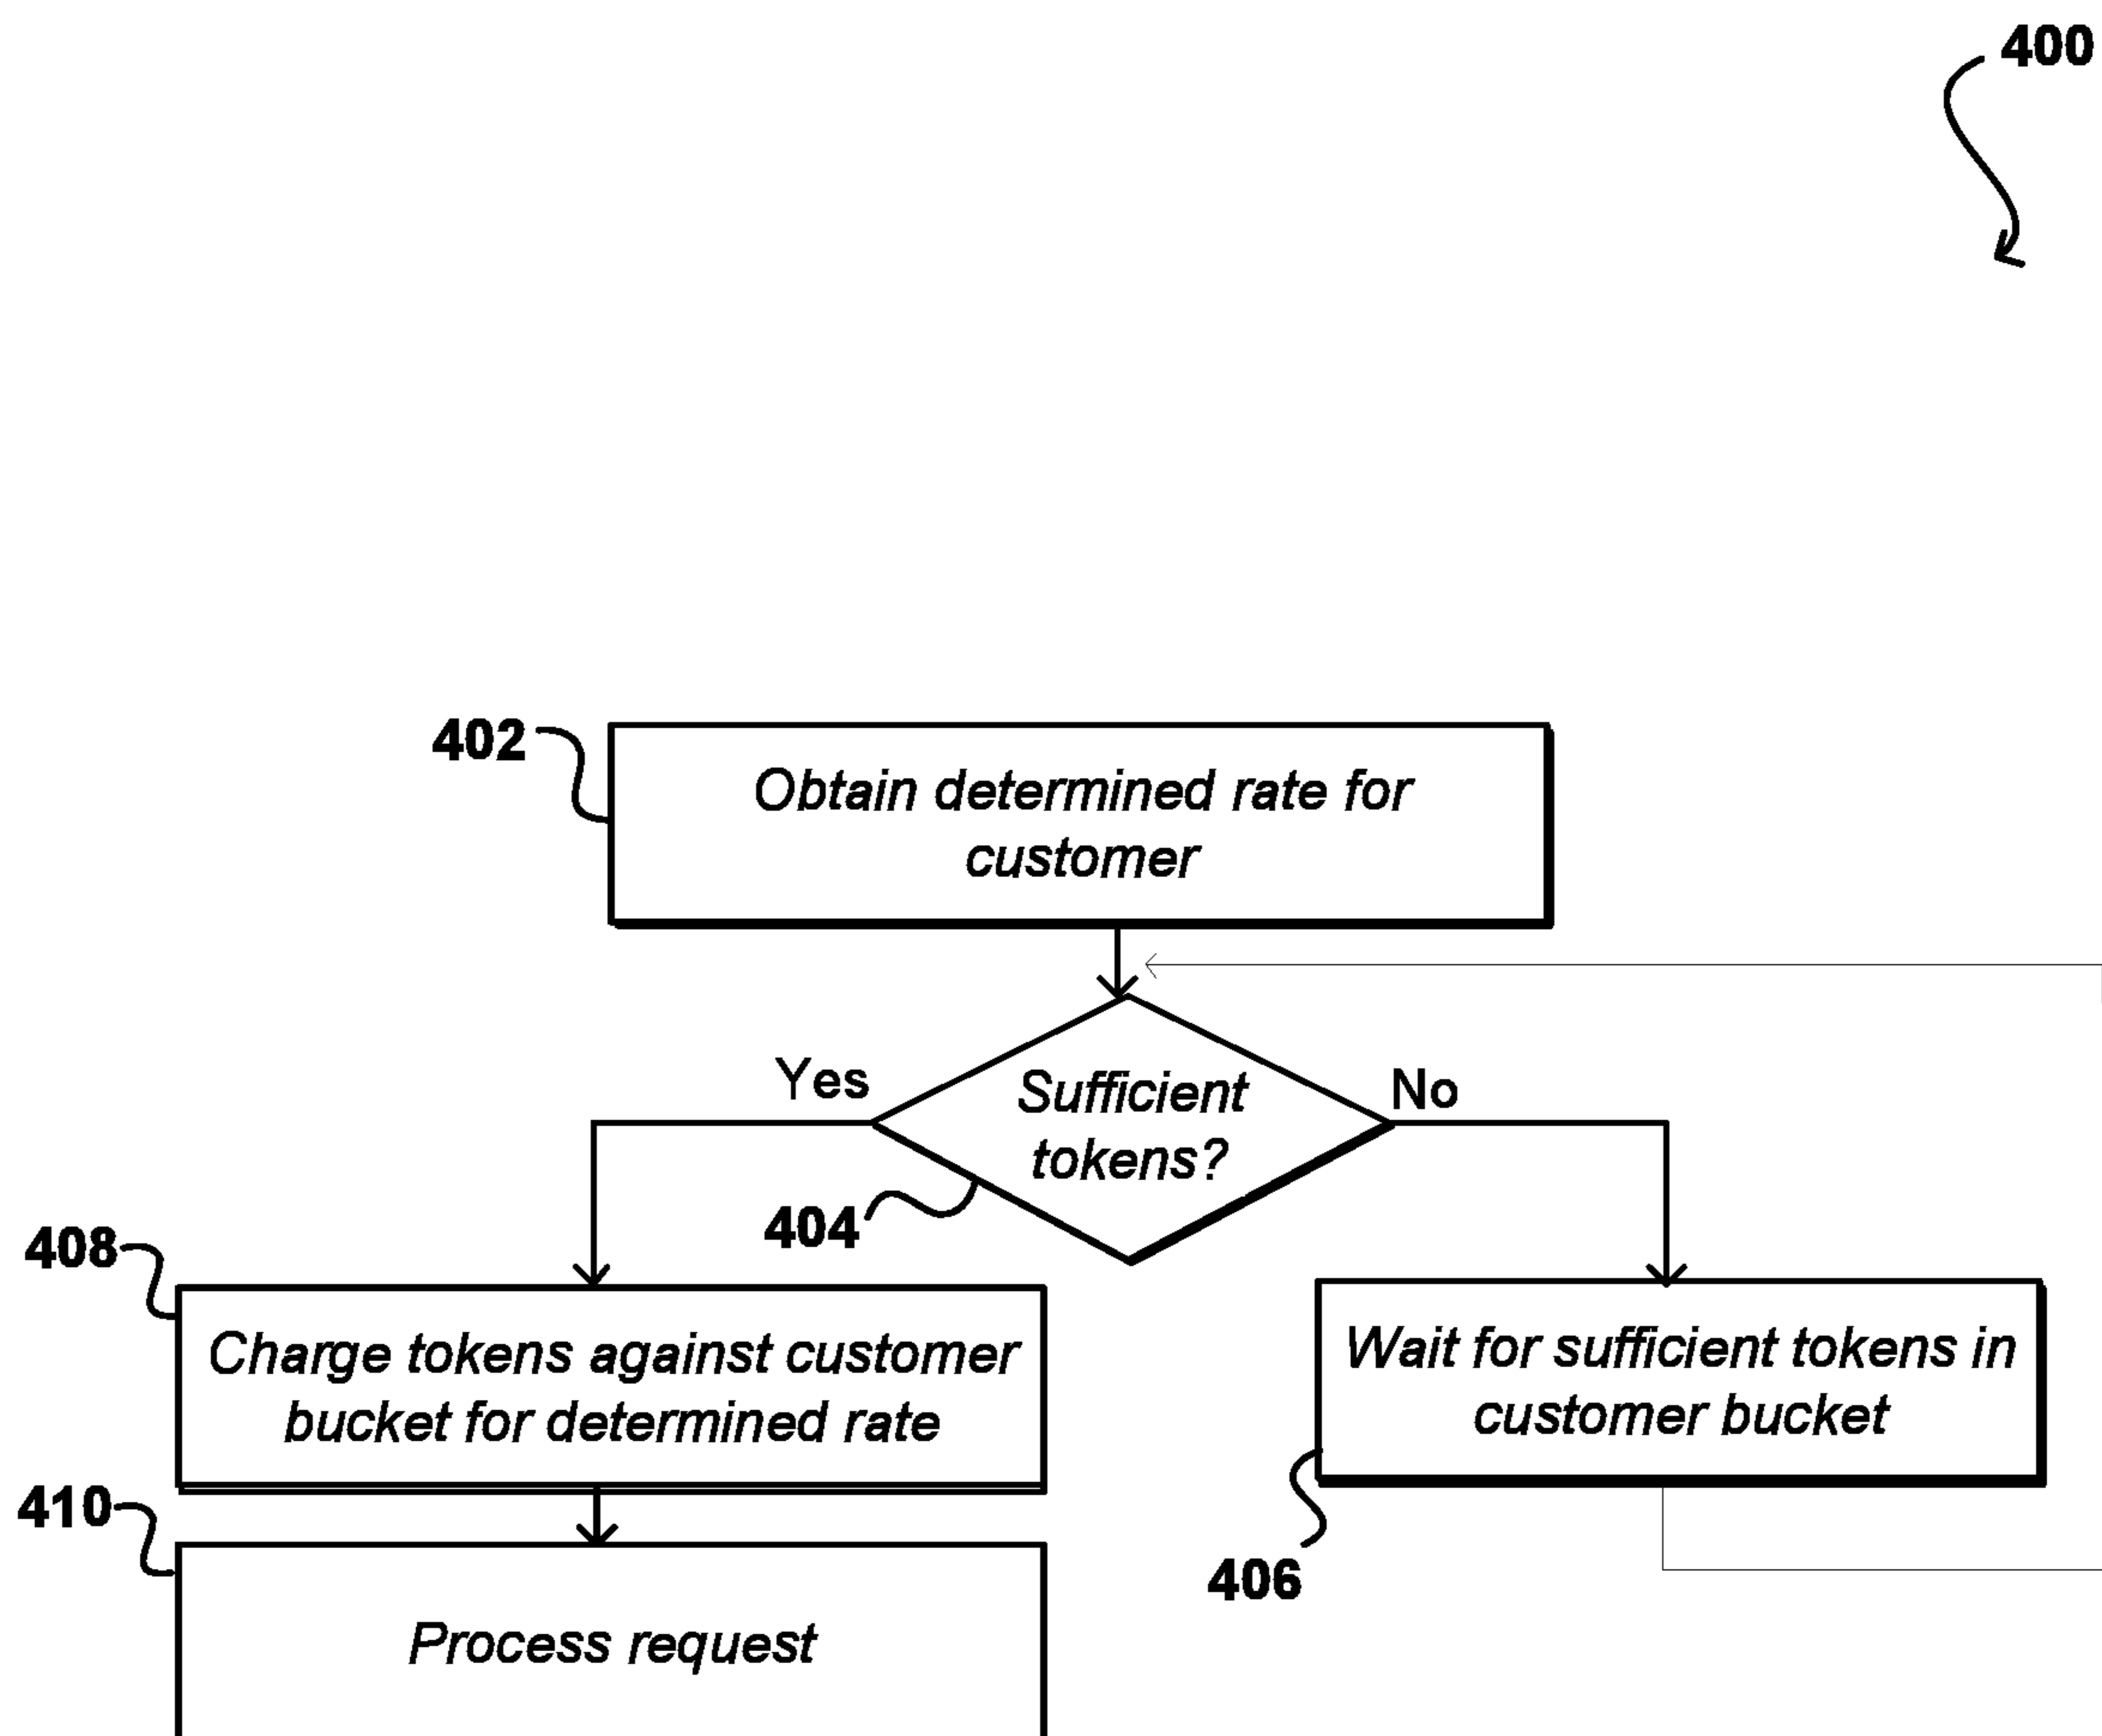 400
402
Obtain determined rate for
customer
Yes
Sufficient
tokens?
No
404
408
Charge tokens against customer
bucket for determined rate
Wait for sufficient tokens in
customer bucket
406
410
Process request